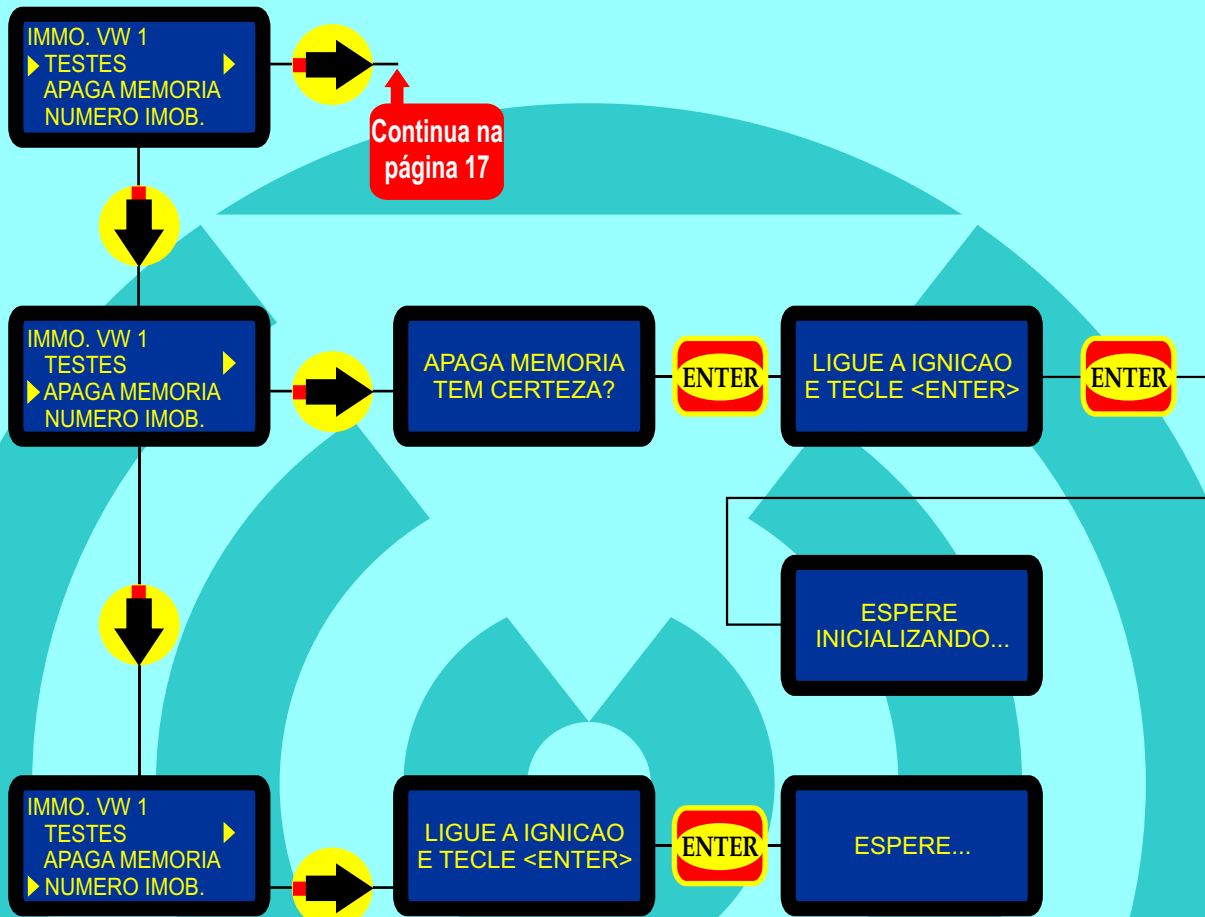 IMMO. VW 1
TESTES
APAGA MEMORIA
NUMERO IMOB.
Continua na
página 17
IMMO. VW 1
TESTES
APAGA MEMORIA
NUMERO IMOB.
APAGA MEMORIA
TEM CERTEZA?
ENTER
LIGUE A IGNICAO
E TECLE <ENTER>
ENTER
ESPERE
INICIALIZANDO...
IMMO. VW 1
TESTES
APAGA MEMORIA
NUMERO IMOB.
LIGUE A IGNICAO
E TECLE <ENTER>
ENTER
ESPERE...